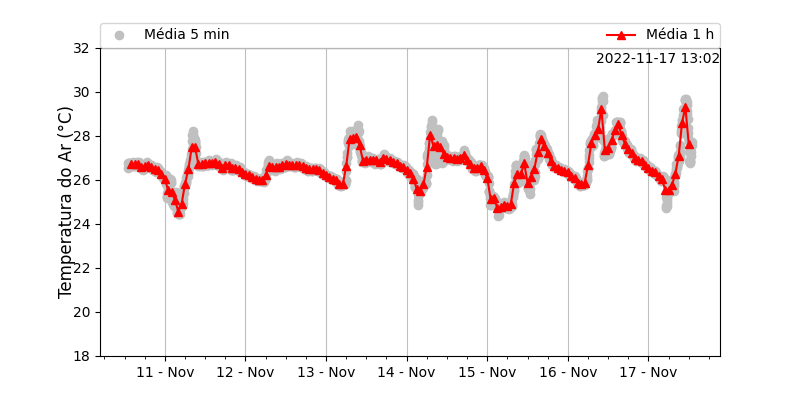 Média 5 min
Média 1 h
2022-11-17 13:02
Temperatura do Ar (°C)
32
30
28
26
24
22
20
18
11 - Nov
12 - Nov
13 - Nov
14 - Nov
15 - Nov
16 - Nov
17 - Nov